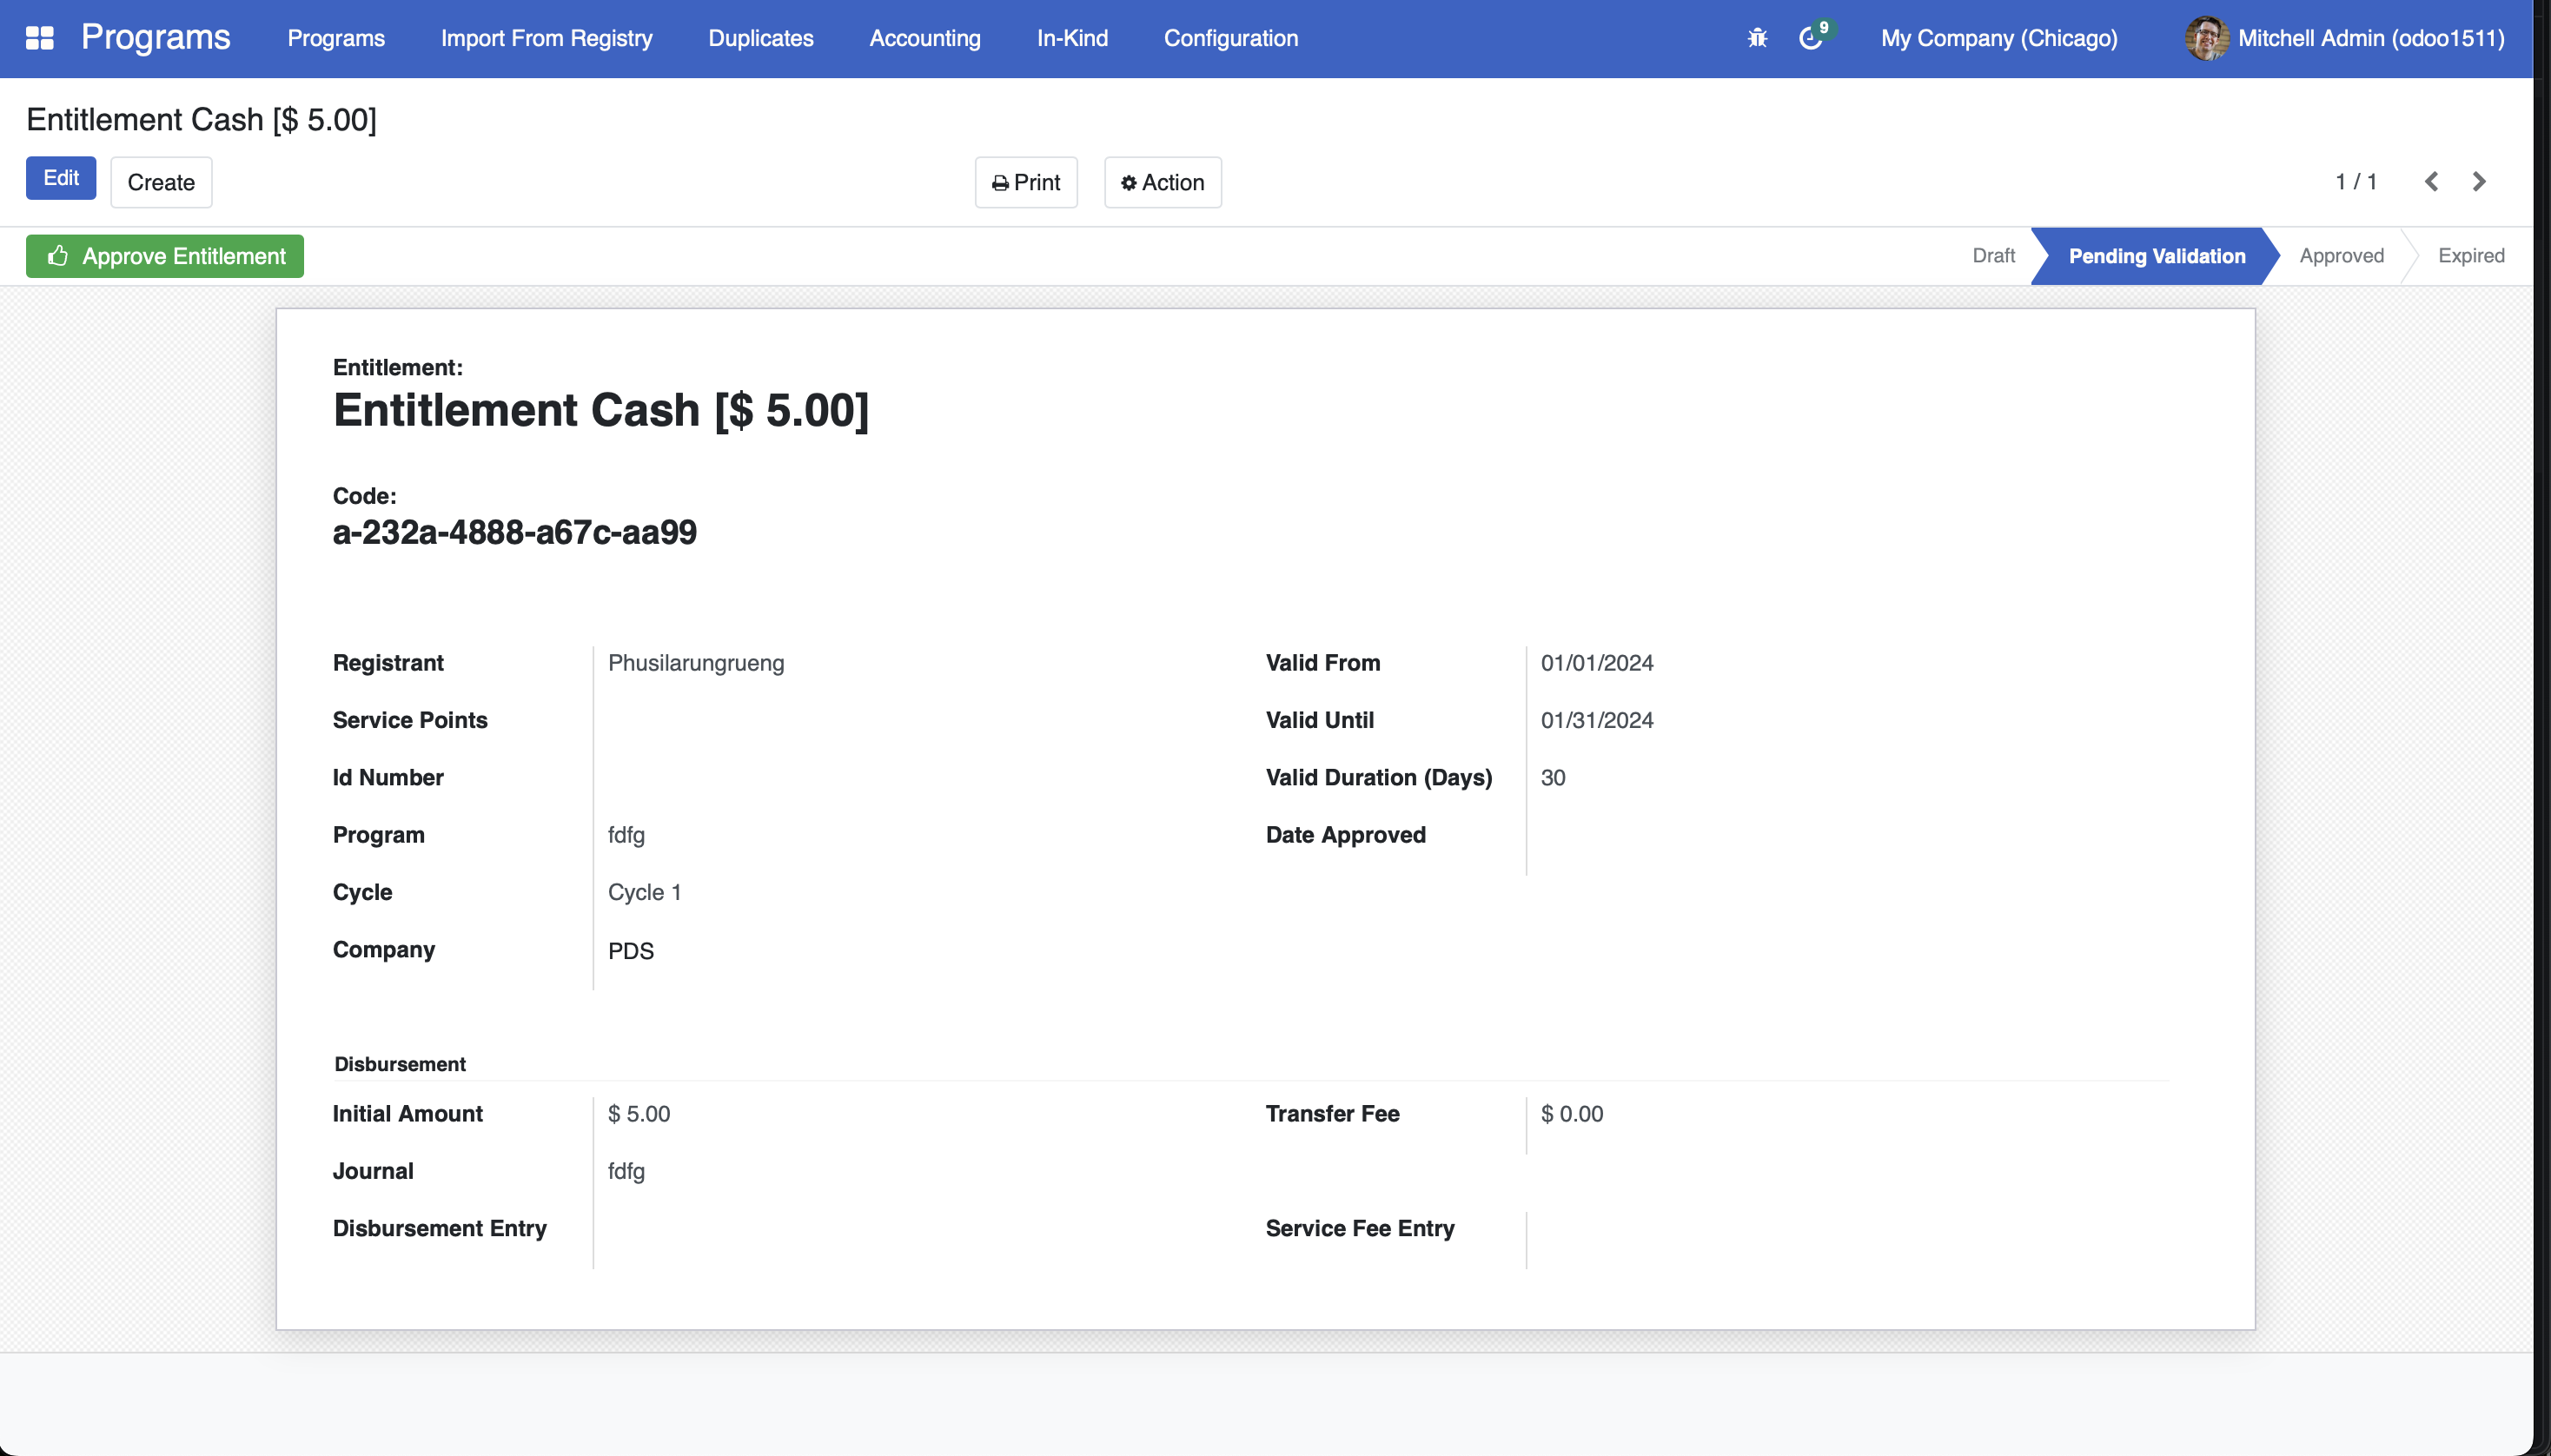 Programs Programs Import From Registry Duplicates Accounting In-Kind Configuration 9 My Company (Chicago) Mitchell Admin (odoo1511)
Entitlement Cash [$ 5.00]
Edit Create Print Action 1 / 1
Approve Entitlement Draft Pending Validation Approved Expired
Entitlement:
Entitlement Cash [$ 5.00]
Code:
a-232a-4888-a67c-aa99
Registrant Phusilarungrueng Valid From 01/01/2024
Service Points Valid Until 01/31/2024
Id Number Valid Duration (Days) 30
Program fdfg Date Approved
Cycle Cycle 1
Company PDS
Disbursement
Initial Amount $ 5.00 Transfer Fee $ 0.00
Journal fdfg
Disbursement Entry Service Fee Entry